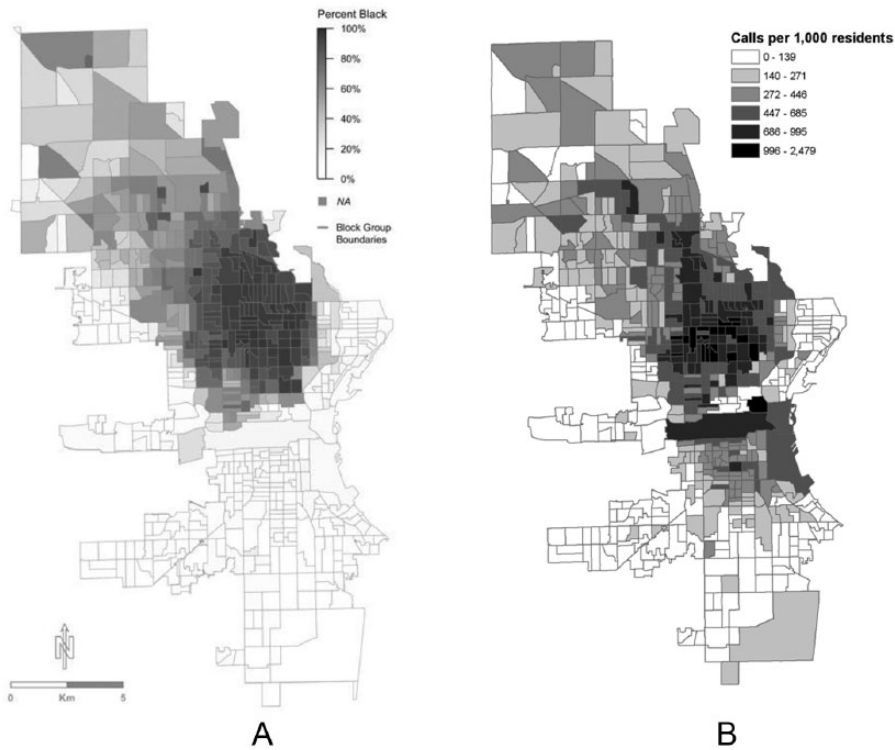 Percent Black
100%
80%
60%
40%
20%
0%
NA
Block Group
Boundaries
N
0 Km 5
A
Calls per 1,000 residents
0 - 139
140 - 271
272 - 446
447 - 685
686 - 995
996 - 2,479
B